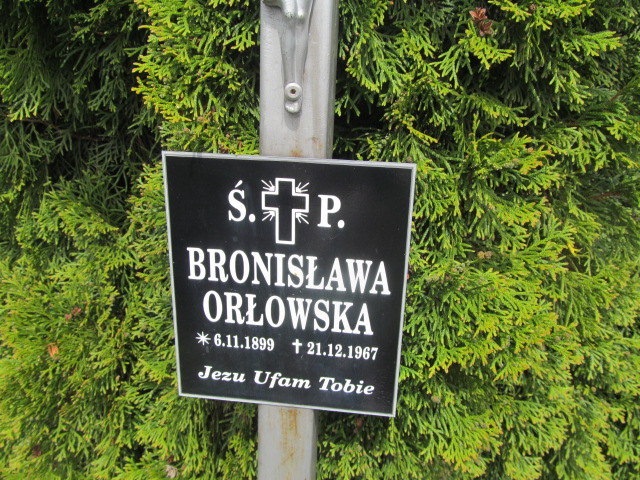 Ś. P.
BRONISŁAWA
ORŁOWSKA
* 6.11.1899 † 21.12.1967
Jezu Ufam Tobie